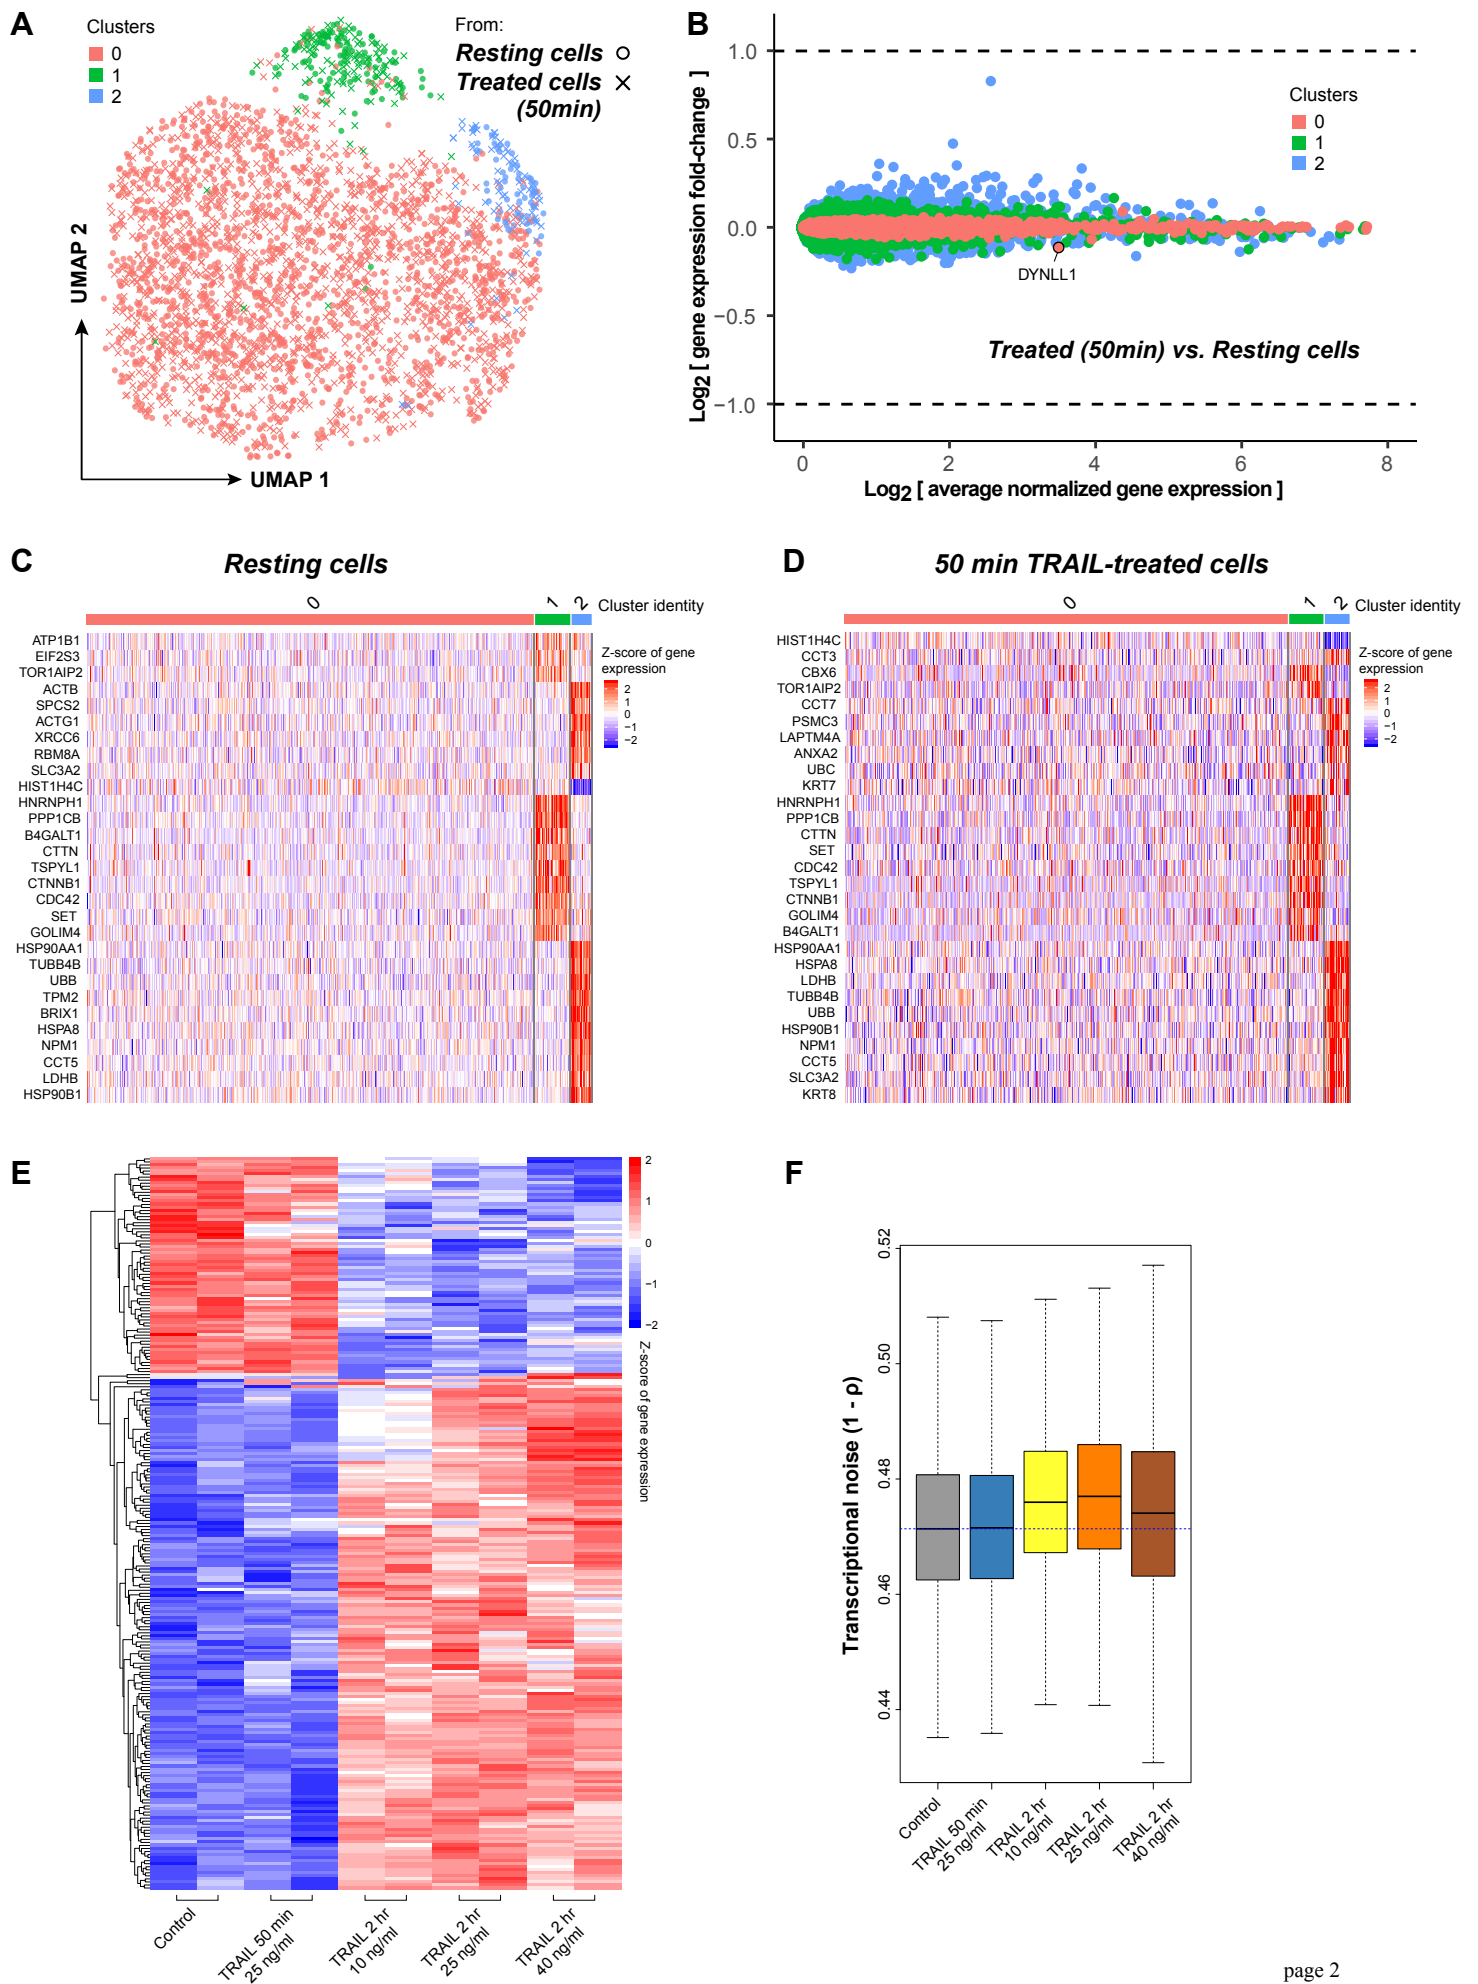 A
Clusters
0
1
2
From:
Resting cells
Treated cells
(50min)
UMAP 2
UMAP 1
B
Log2 [ gene expression fold-change ]
1.0
0.5
0.0
−0.5
−1.0
Clusters
0
1
2
DYNLL1
Treated (50min) vs. Resting cells
0 2 4 6 8
Log2 [ average normalized gene expression ]
C
Resting cells
0 1 2 Cluster identity
ATP1B1
EIF2S3
TOR1AIP2
ACTB
SPCS2
ACTG1
XRCC6
RBM8A
SLC3A2
HIST1H4C
HNRNPH1
PPP1CB
B4GALT1
CTTN
TSPYL1
CTNNB1
CDC42
SET
GOLIM4
HSP90AA1
TUBB4B
UBB
TPM2
BRIX1
HSPA8
NPM1
CCT5
LDHB
HSP90B1
Z-score of gene
expression
2
1
0
−1
−2
D
50 min TRAIL-treated cells
0 1 2 Cluster identity
HIST1H4C
CCT3
CBX6
TOR1AIP2
CCT7
PSMC3
LAPTM4A
ANXA2
UBC
KRT7
HNRNPH1
PPP1CB
CTTN
SET
CDC42
TSPYL1
CTNNB1
GOLIM4
B4GALT1
HSP90AA1
HSPA8
LDHB
TUBB4B
UBB
HSP90B1
NPM1
CCT5
SLC3A2
KRT8
Z-score of gene
expression
2
1
0
−1
−2
E
2
1
0
−1
−2
Z-score of gene expression
Control
TRAIL 50 min
25 ng/ml
TRAIL 2 hr
10 ng/ml
TRAIL 2 hr
25 ng/ml
TRAIL 2 hr
40 ng/ml
F
Transcriptional noise (1 - ρ)
0.52
0.50
0.48
0.46
0.44
Control
TRAIL 50 min
25 ng/ml
TRAIL 2 hr
10 ng/ml
TRAIL 2 hr
25 ng/ml
TRAIL 2 hr
40 ng/ml
page 2